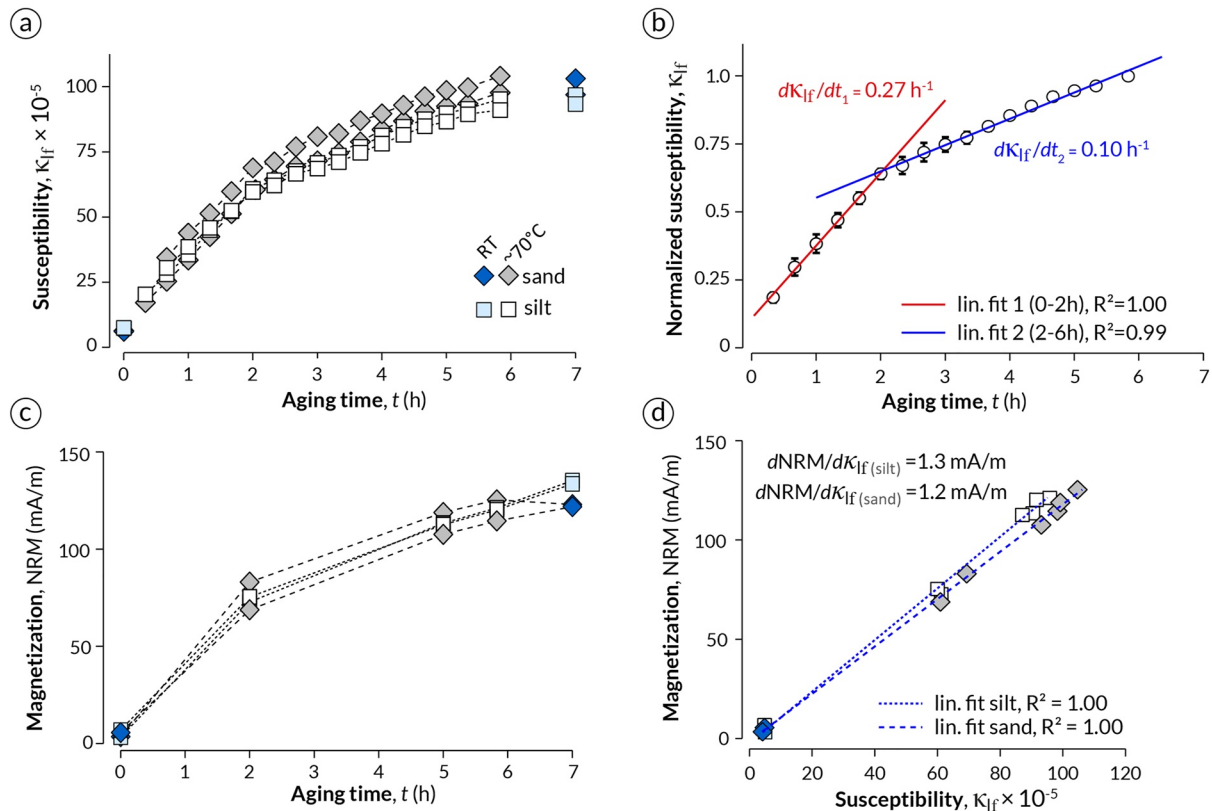 a
Susceptibility, κlf × 10-5
100
75
50
25
0
RT
~70°C
sand
silt
0 1 2 3 4 5 6 7
Aging time, t (h)
b
Normalized susceptibility, κlf
1.0
0.75
0.5
0.25
0
dκlf/dt1 = 0.27 h-1
dκlf/dt2 = 0.10 h-1
lin. fit 1 (0-2h), R²=1.00
lin. fit 2 (2-6h), R²=0.99
0 1 2 3 4 5 6 7
Aging time, t (h)
c
Magnetization, NRM (mA/m)
150
100
50
0
0 1 2 3 4 5 6 7
Aging time, t (h)
d
Magnetization, NRM (mA/m)
150
100
50
0
dNRM/dκlf (silt) =1.3 mA/m
dNRM/dκlf (sand) =1.2 mA/m
lin. fit silt, R² = 1.00
lin. fit sand, R² = 1.00
0 20 40 60 80 100 120
Susceptibility, κlf × 10-5